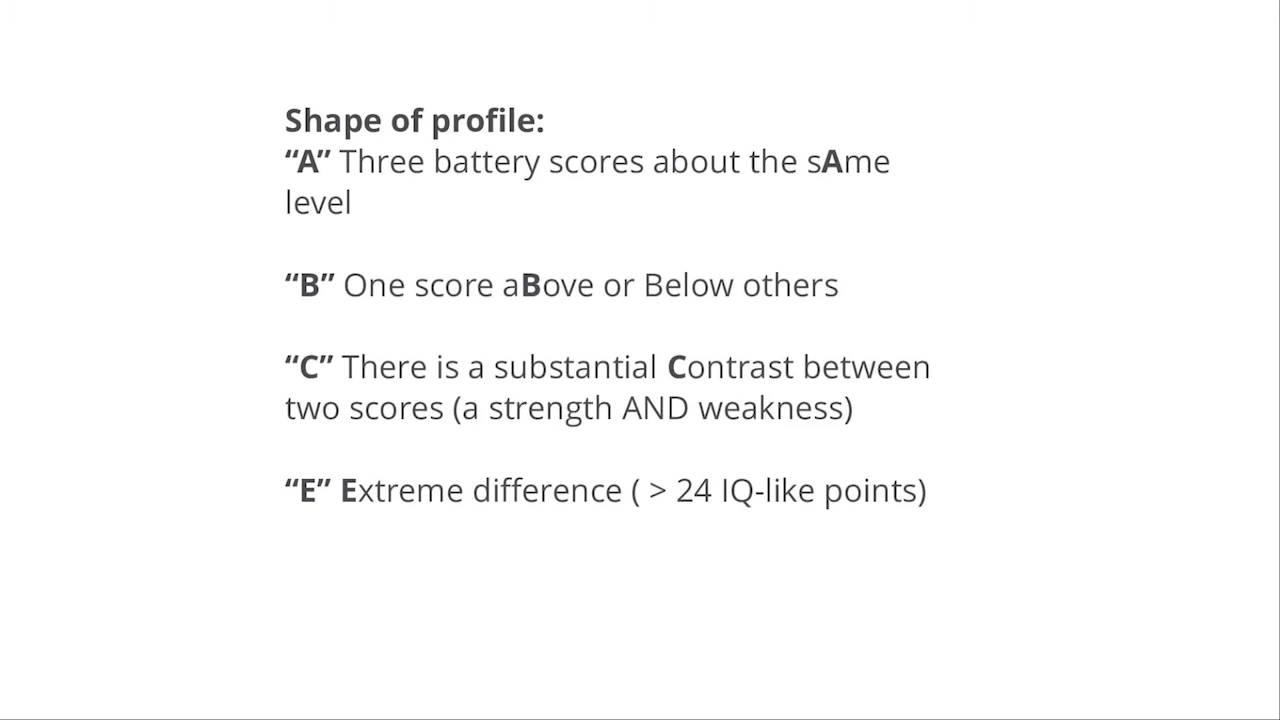 Shape of profile:
“A” Three battery scores about the sAme
level
“B” One score aBove or Below others
“C” There is a substantial Contrast between
two scores (a strength AND weakness)
“E” Extreme difference ( > 24 IQ-like points)